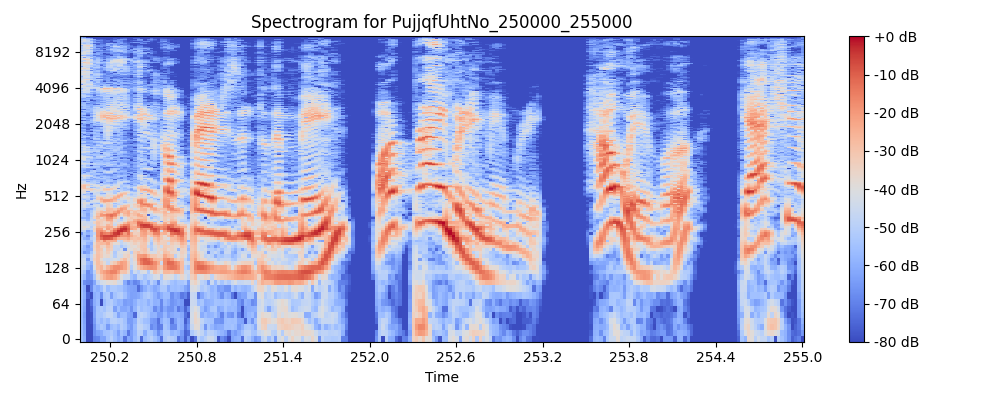 Spectrogram for PujjqfUhtNo_250000_255000
8192
4096
2048
1024
512
256
128
64
0
Hz
250.2 250.8 251.4 252.0 252.6 253.2 253.8 254.4 255.0
Time
+0 dB
-10 dB
-20 dB
-30 dB
-40 dB
-50 dB
-60 dB
-70 dB
-80 dB